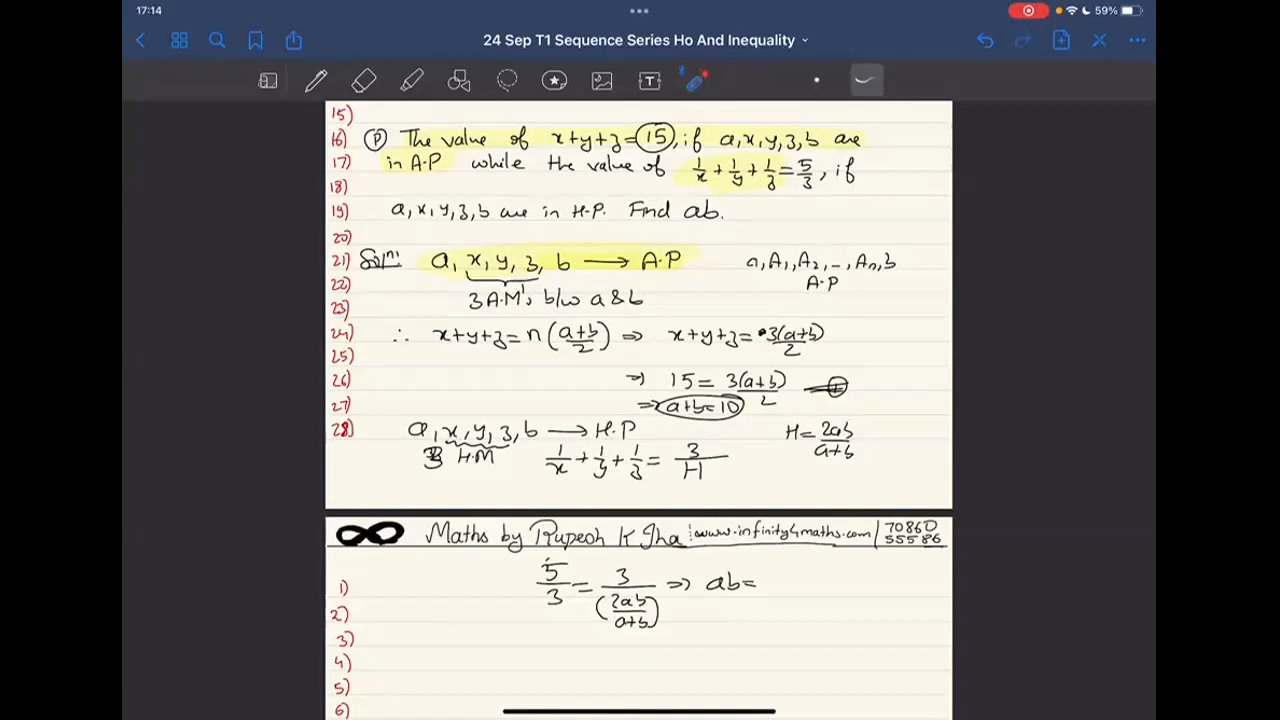 17:14
59%
24 Sep T1 Sequence Series Ho And Inequality
15)
16) (P) The value of x+y+z=15, if a,x,y,z,b are
17) in A.P while the value of 1/x + 1/y + 1/z = 5/3, if
18)
19) a,x,y,z,b are in H.P. Find ab.
20)
21) Soln: a, x, y, z, b → A.P a, A1, A2, -, An, b
22) A.P
23) 3 A.M's b/w a & b
24) ∴ x+y+z = n((a+b)/2) ⇒ x+y+z = 3(a+b)/2
25)
26) ⇒ 15 = 3(a+b)/2 — ①
27) ⇒ a+b=10
28) a, x, y, z, b → H.P H = 2ab/(a+b)
3 H.M 1/x + 1/y + 1/z = 3/H
∞ Maths by Rupesh K Jha www.infinity4maths.com / 70860 55586
1) 5/3 = 3/(2ab/(a+b)) ⇒ ab=
2)
3)
4)
5)
6)